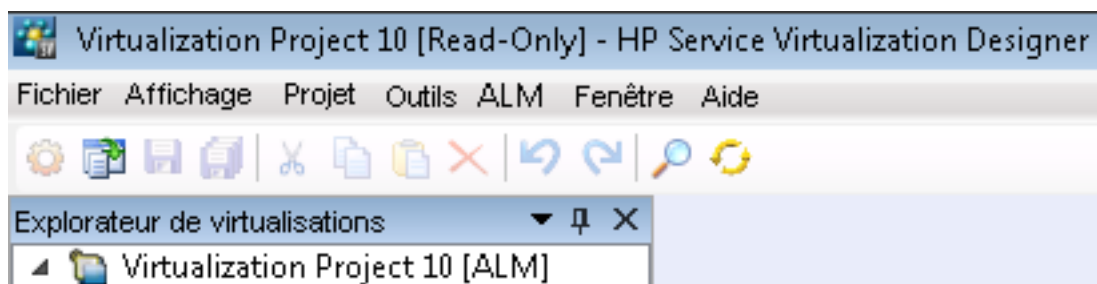 Virtualization Project 10 [Read-Only] - HP Service Virtualization Designer
Fichier Affichage Projet Outils ALM Fenêtre Aide
Explorateur de virtualisations
Virtualization Project 10 [ALM]